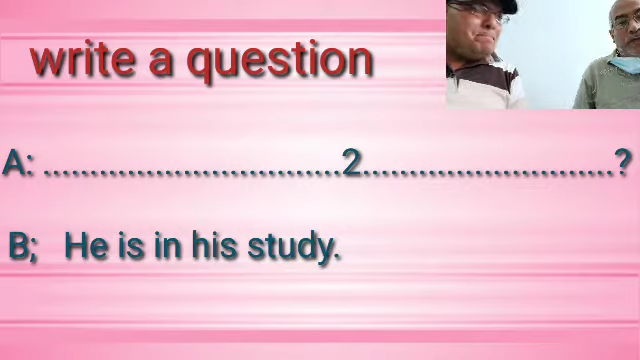 write a question
A: ..............................2..........................?
B; He is in his study.